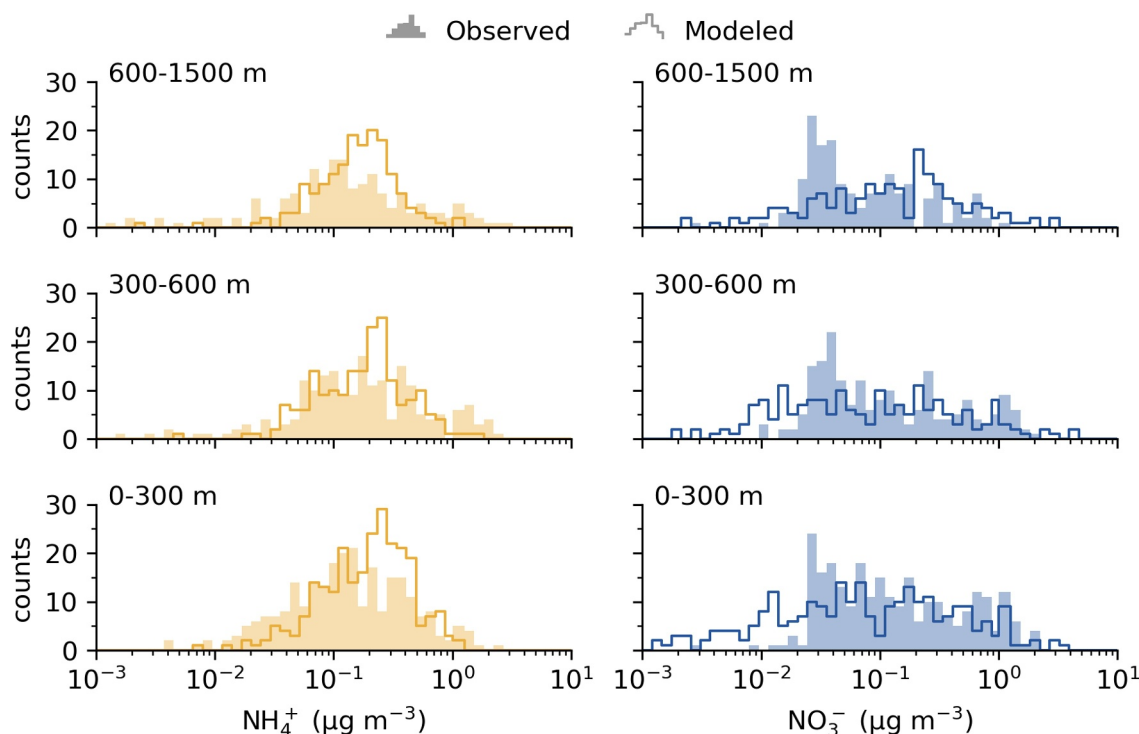 Observed Modeled
600-1500 m
600-1500 m
30
20
10
0
counts
300-600 m
300-600 m
30
20
10
0
counts
0-300 m
0-300 m
30
20
10
0
counts
10⁻³ 10⁻² 10⁻¹ 10⁰ 10¹
10⁻³ 10⁻² 10⁻¹ 10⁰ 10¹
NH₄⁺ (µg m⁻³)
NO₃⁻ (µg m⁻³)